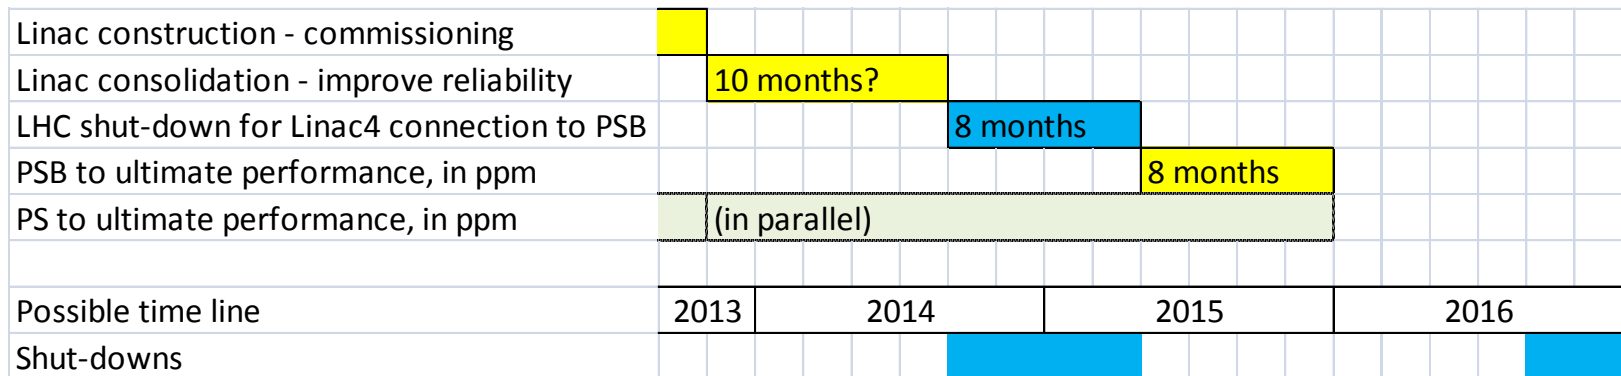 Linac construction - commissioning
Linac consolidation - improve reliability
10 months?
LHC shut-down for Linac4 connection to PSB
8 months
PSB to ultimate performance, in ppm
8 months
PS to ultimate performance, in ppm
(in parallel)
Possible time line
2013
2014
2015
2016
Shut-downs